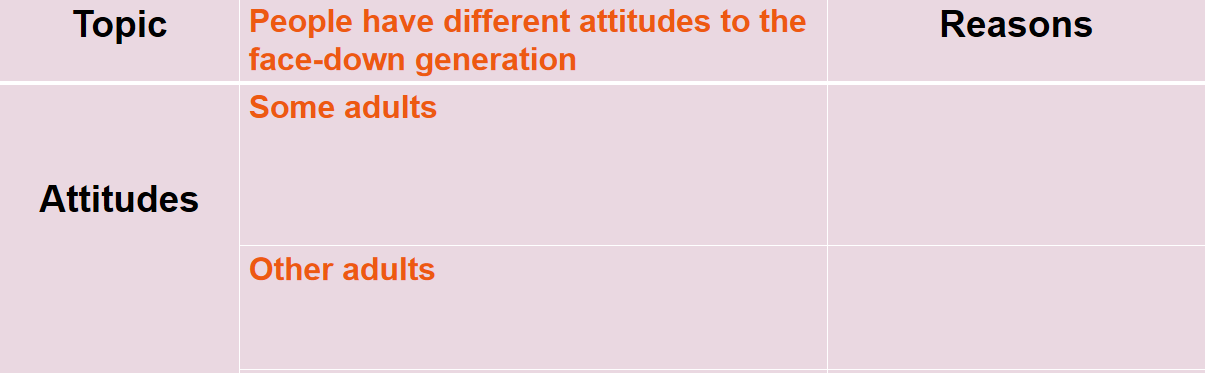 Topic
People have different attitudes to the
face-down generation
Reasons
Attitudes
Some adults
Other adults